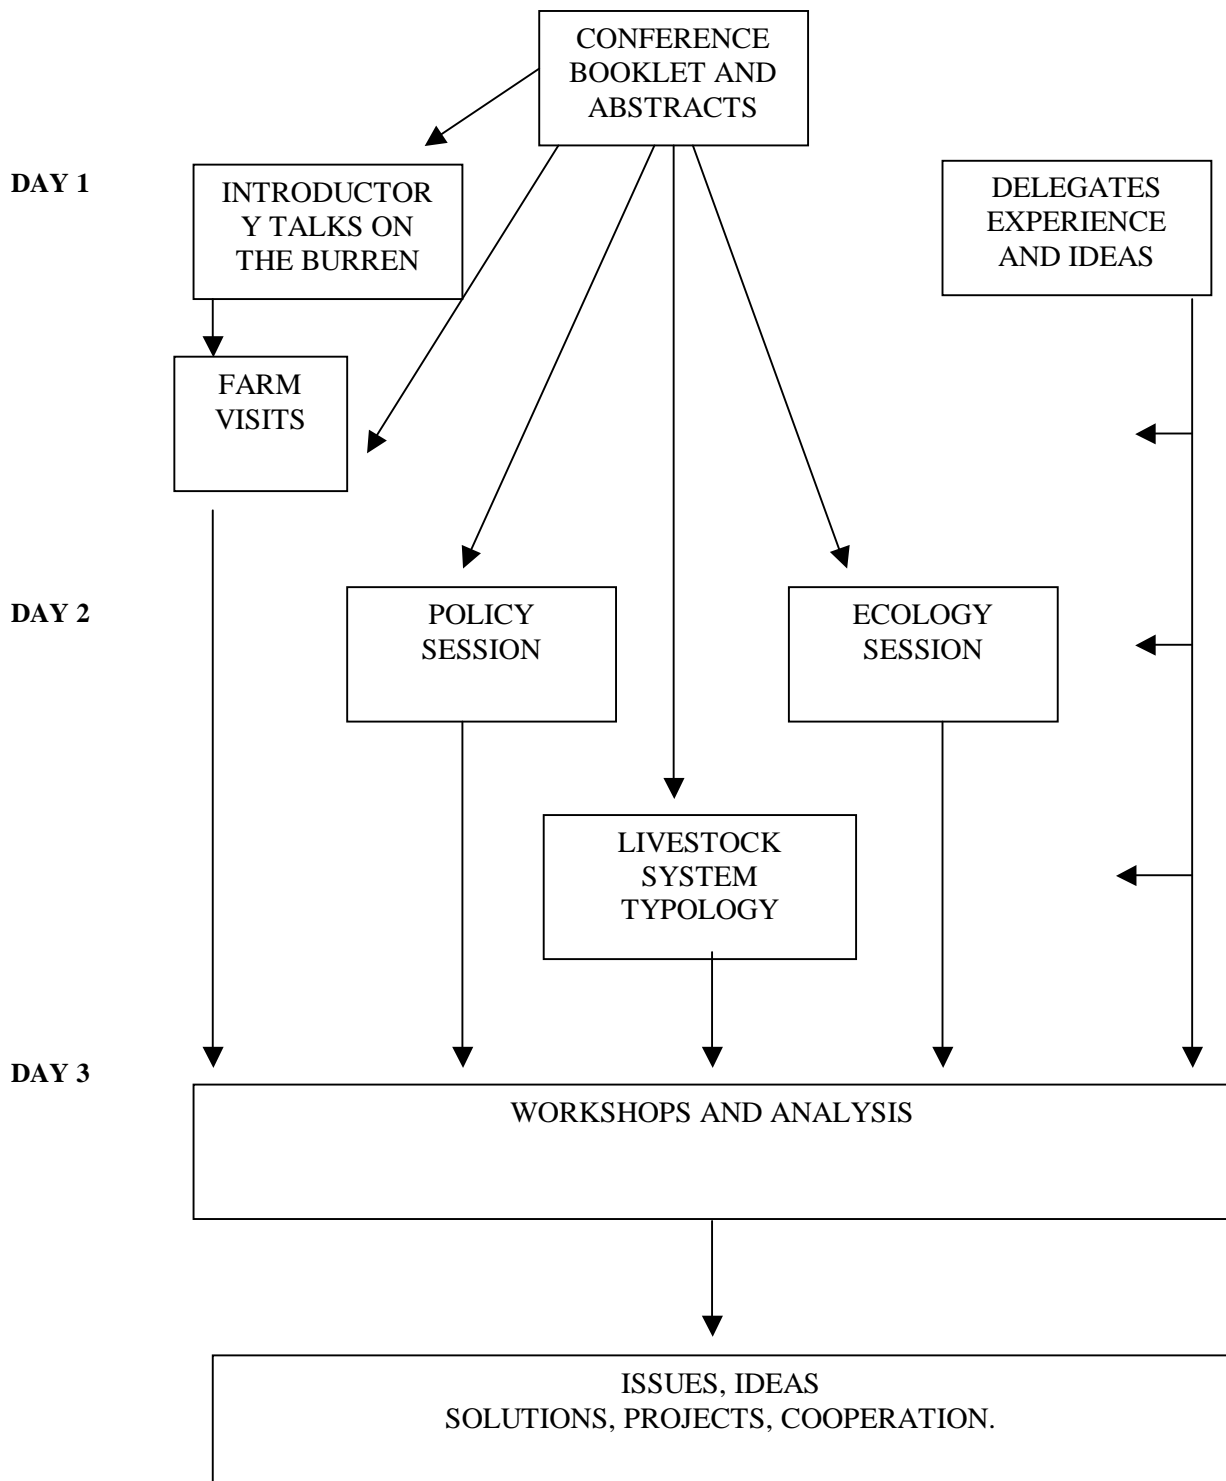 CONFERENCE
BOOKLET AND
ABSTRACTS
DAY 1
INTRODUCTOR
Y TALKS ON
THE BURREN
DELEGATES
EXPERIENCE
AND IDEAS
FARM
VISITS
DAY 2
POLICY
SESSION
ECOLOGY
SESSION
LIVESTOCK
SYSTEM
TYPOLOGY
DAY 3
WORKSHOPS AND ANALYSIS
ISSUES, IDEAS
SOLUTIONS, PROJECTS, COOPERATION.